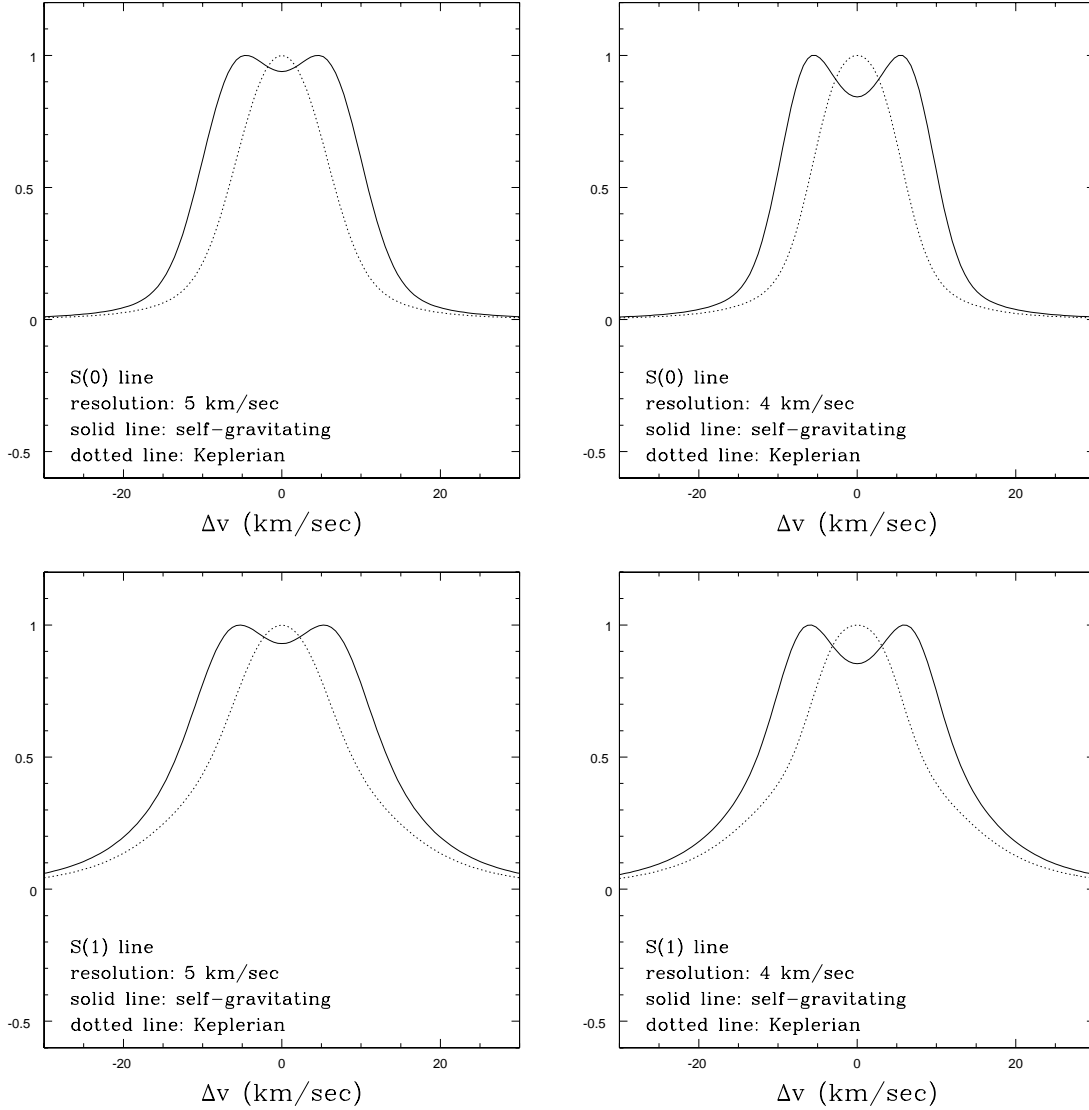 1
0.5
0
-0.5
S(0) line
resolution: 5 km/sec
solid line: self-gravitating
dotted line: Keplerian
-20
0
20
Δv (km/sec)
1
0.5
0
-0.5
S(0) line
resolution: 4 km/sec
solid line: self-gravitating
dotted line: Keplerian
-20
0
20
Δv (km/sec)
1
0.5
0
-0.5
S(1) line
resolution: 5 km/sec
solid line: self-gravitating
dotted line: Keplerian
-20
0
20
Δv (km/sec)
1
0.5
0
-0.5
S(1) line
resolution: 4 km/sec
solid line: self-gravitating
dotted line: Keplerian
-20
0
20
Δv (km/sec)